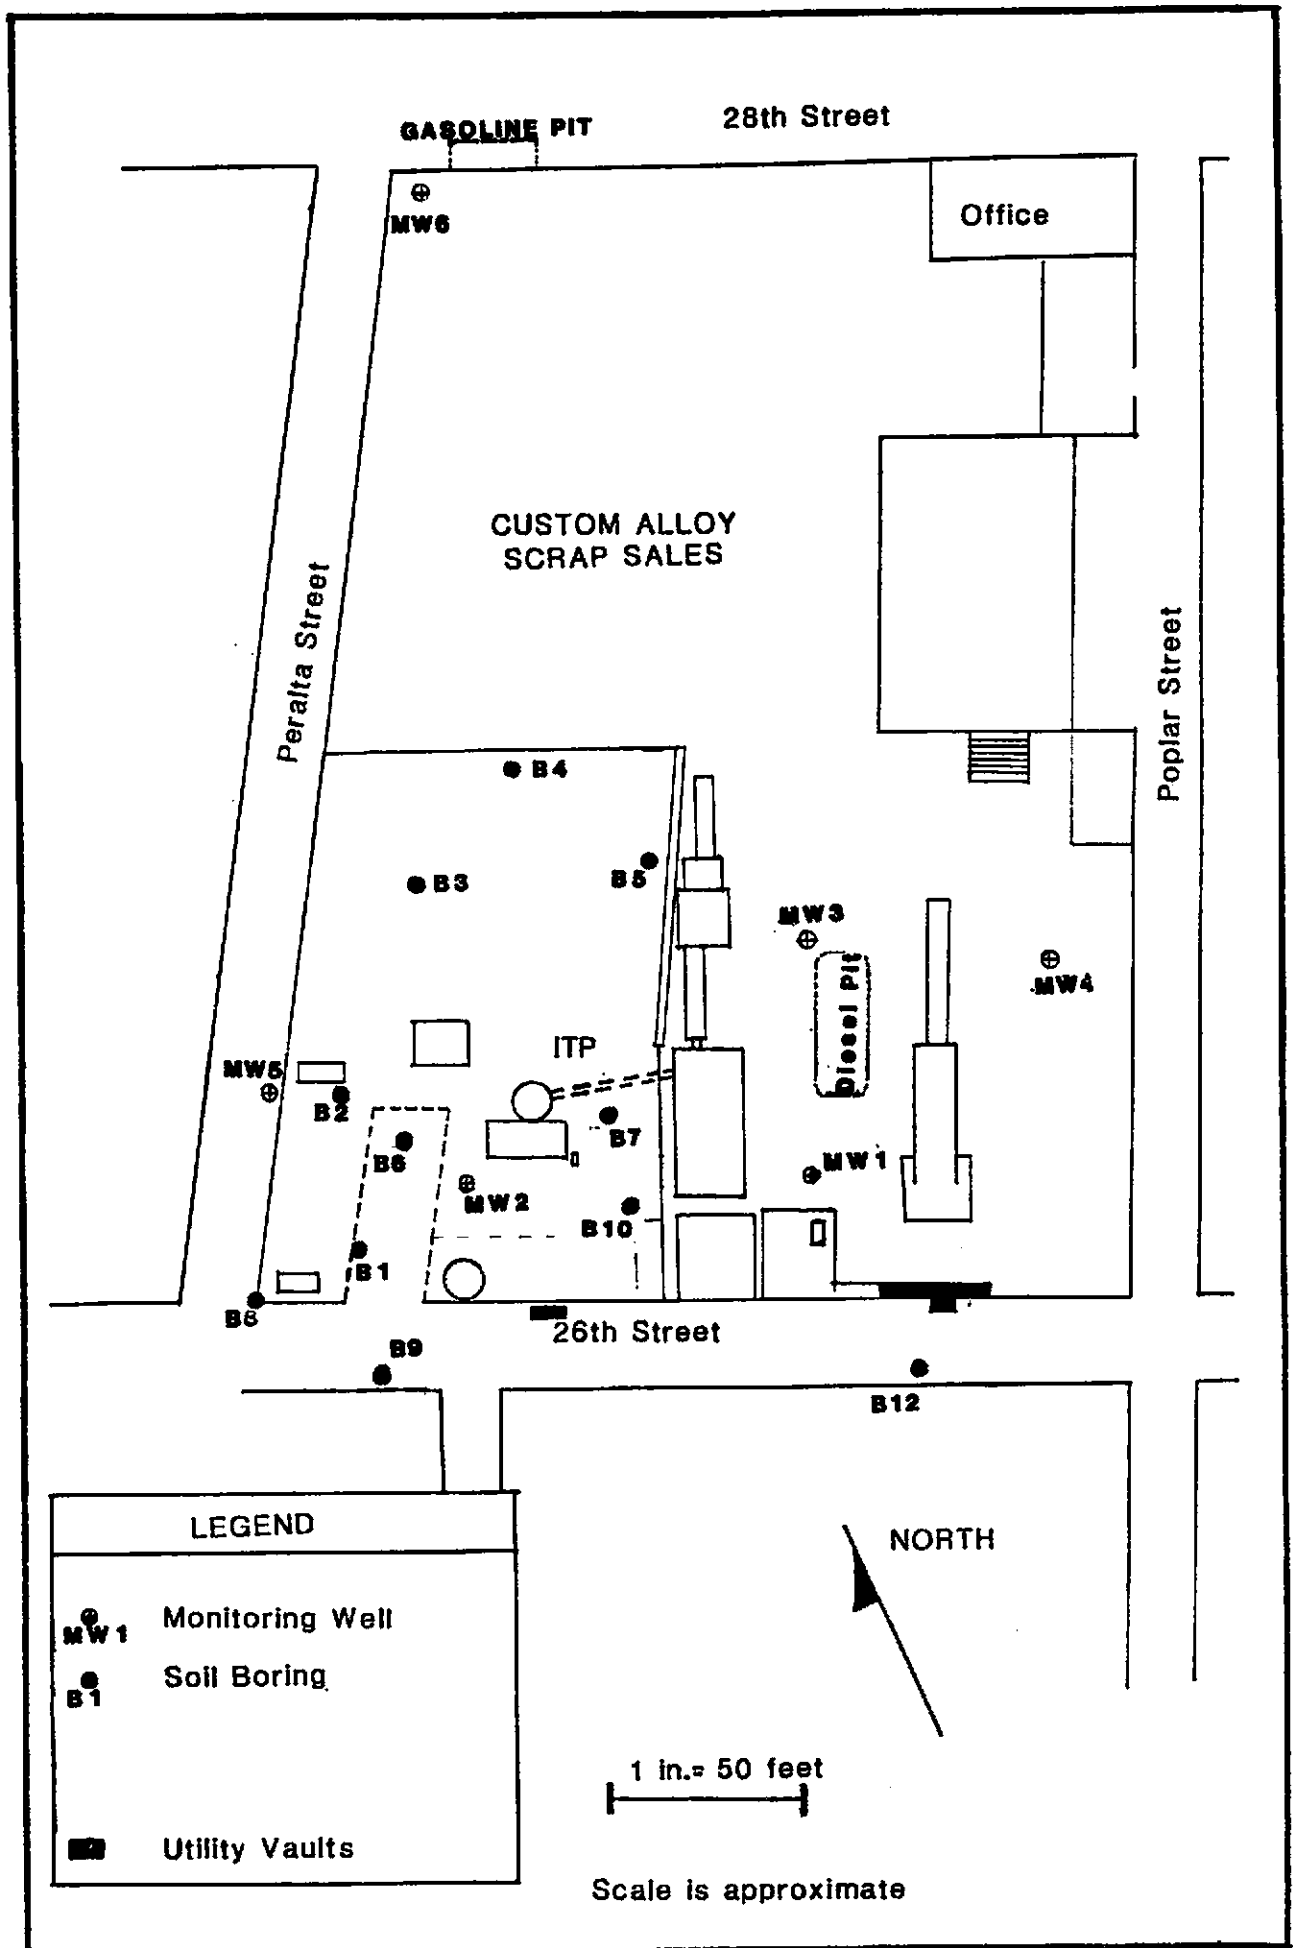 28th Street
GASOLINE PIT
MW6
Office
CUSTOM ALLOY
SCRAP SALES
Peralta Street
Poplar Street
B4
B3
B5
MW3
MW4
Diesel Pit
ITP
MW5
B2
B7
B6
MW1
MW2
B10
B1
B8
26th Street
B9
B12
LEGEND
MW1 Monitoring Well
B1 Soil Boring
Utility Vaults
NORTH
1 in.= 50 feet
Scale is approximate